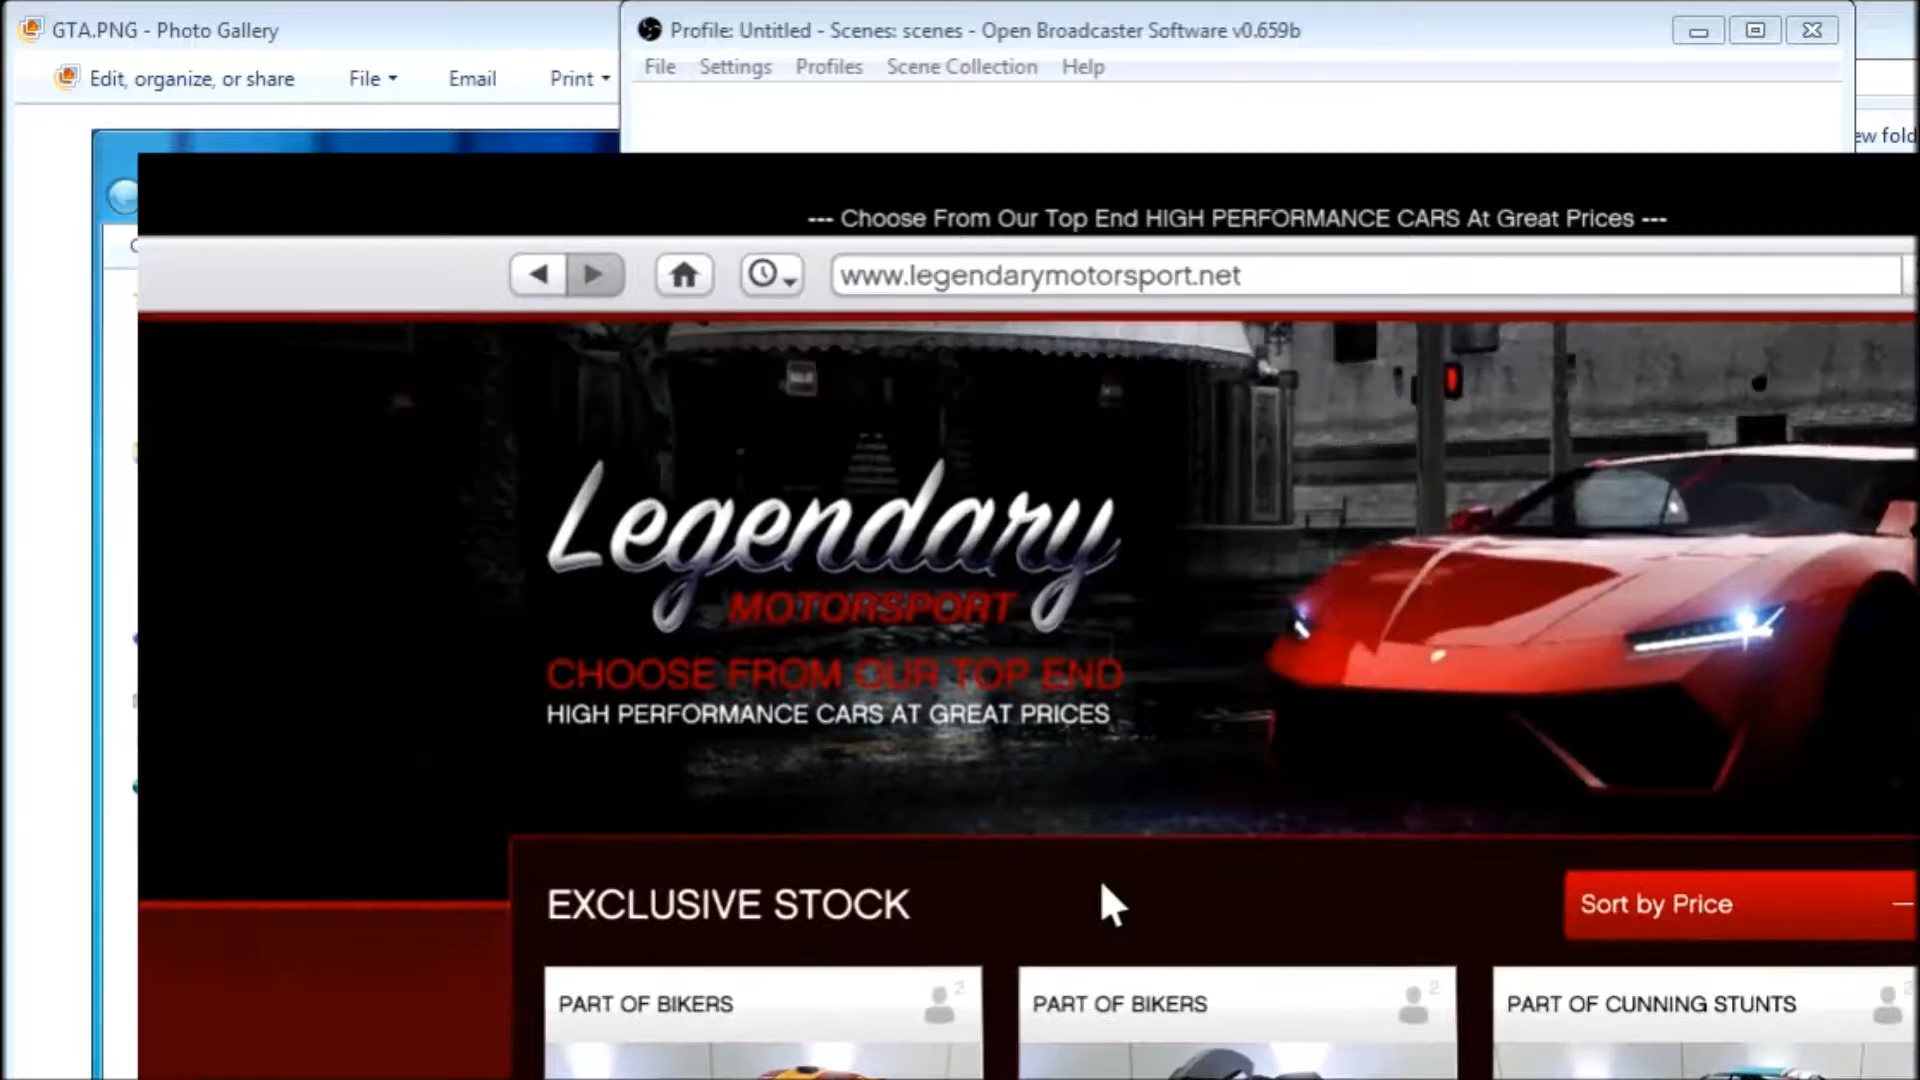 GTA.PNG - Photo Gallery
Profile: Untitled - Scenes: scenes - Open Broadcaster Software v0.659b
Edit, organize, or share File Email Print
File Settings Profiles Scene Collection Help
--- Choose From Our Top End HIGH PERFORMANCE CARS At Great Prices ---
www.legendarymotorsport.net
Legendary
MOTORSPORT
CHOOSE FROM OUR TOP END
HIGH PERFORMANCE CARS AT GREAT PRICES
EXCLUSIVE STOCK
Sort by Price
PART OF BIKERS 2
PART OF BIKERS 2
PART OF CUNNING STUNTS